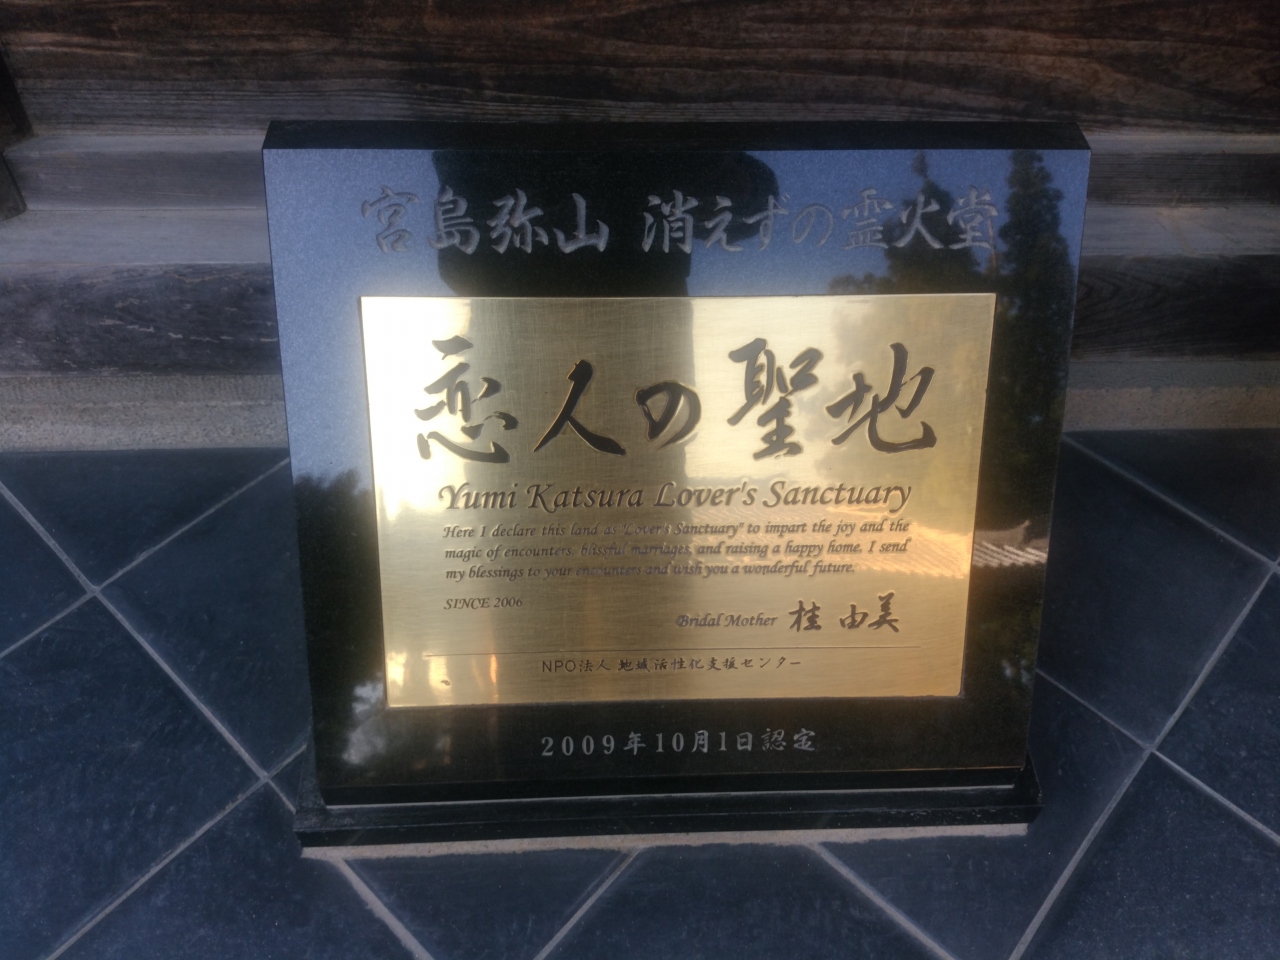 宮島弥山 消えずの霊火堂
恋人の聖地
Yumi Katsura Lover's Sanctuary
Here I declare this land as "Lover's Sanctuary" to impart the joy and the
magic of encounters, blissful marriages, and raising a happy home. I send
my blessings to your encounters and wish you a wonderful future.
SINCE 2006
Bridal Mother 桂 由美
NPO法人 地域活性化支援センター
2009年10月1日認定